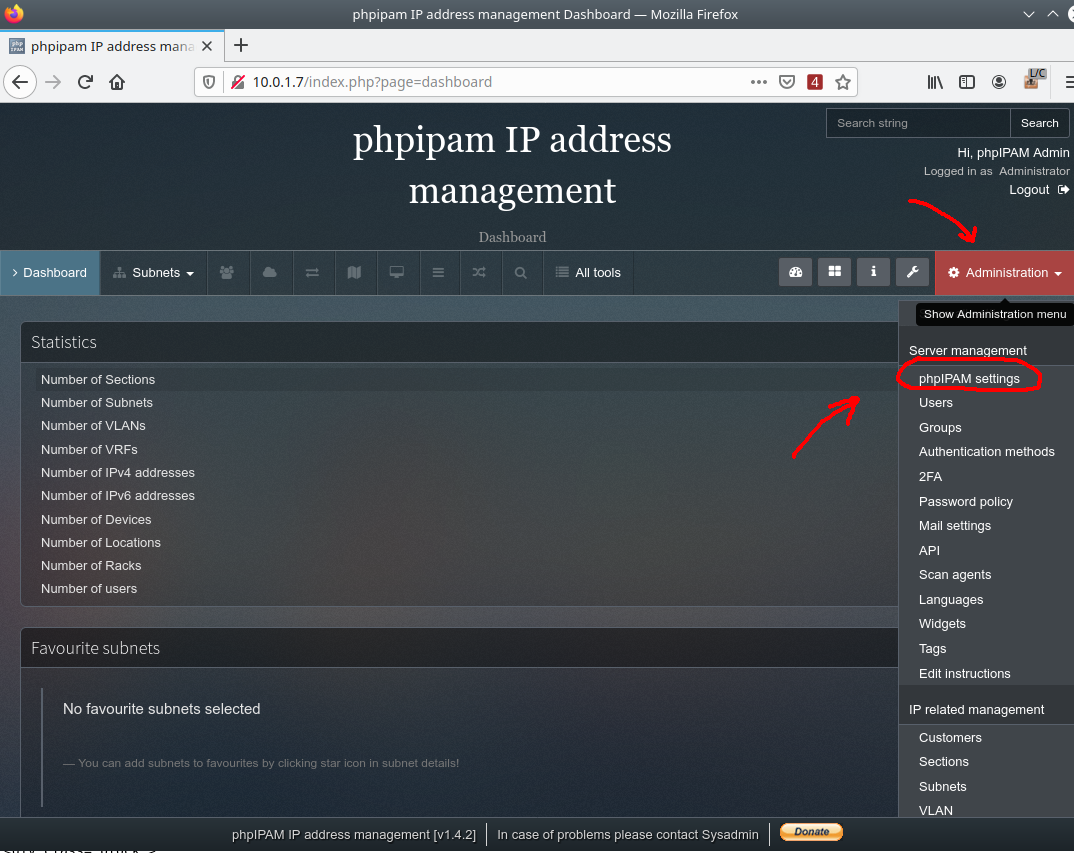 phpipam IP address management Dashboard — Mozilla Firefox
phpipam IP address mana
10.0.1.7/index.php?page=dashboard
4
L/C
phpipam IP address
management
Dashboard
Search string
Search
Hi, phpIPAM Admin
Logged in as Administrator
Logout
Dashboard
Subnets
All tools
Administration
Show Administration menu
Statistics
Number of Sections
Number of Subnets
Number of VLANs
Number of VRFs
Number of IPv4 addresses
Number of IPv6 addresses
Number of Devices
Number of Locations
Number of Racks
Number of users
Favourite subnets
No favourite subnets selected
— You can add subnets to favourites by clicking star icon in subnet details!
Server management
phpIPAM settings
Users
Groups
Authentication methods
2FA
Password policy
Mail settings
API
Scan agents
Languages
Widgets
Tags
Edit instructions
IP related management
Customers
Sections
Subnets
VLAN
phpIPAM IP address management [v1.4.2]
In case of problems please contact Sysadmin
Donate